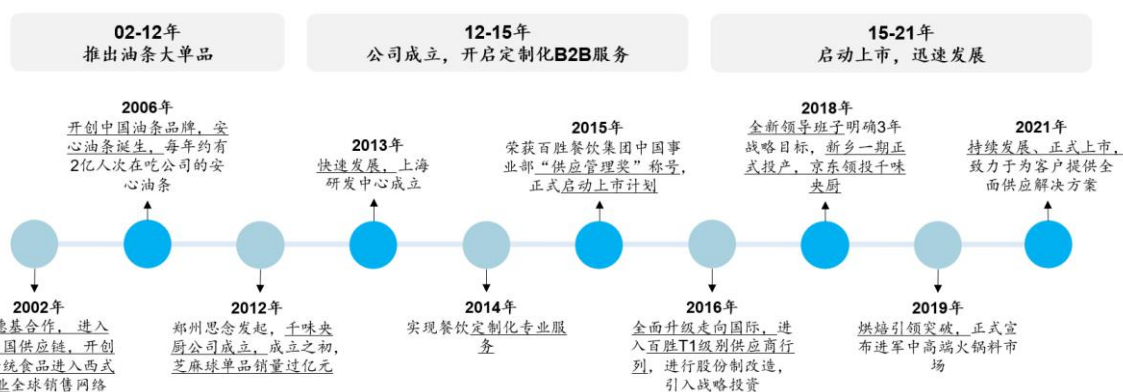 02-12年
推出油条大单品
12-15年
公司成立，开启定制化B2B服务
15-21年
启动上市，迅速发展
2006年
开创中国油条品牌，安
心油条诞生，每年约有
2亿人次在吃公司的安
心油条
2013年
快速发展，上海
研发中心成立
2015年
荣获百胜餐饮集团中国事
业部“供应管理奖”称号，
正式启动上市计划
2018年
全新领导班子明确3年
战略目标，新乡一期正
式投产，京东领投千味
央厨
2021年
持续发展、正式上市，
致力于为客户提供全
面供应解决方案
2002年
基合作， 进入
国供应链，开创
统食品进入西式
业全球销售网络
2012年
郑州思念发起，千味央
厨公司成立，成立之初，
芝麻球单品销量过亿元
2014年
实现餐饮定制化专业服
务
2016年
全面升级走向国际，进
入百胜T1级别供应商行
列，进行股份制改造，
引入战略投资
2019年
烘焙引领突破，正式宣
布进军中高端火锅料市
场